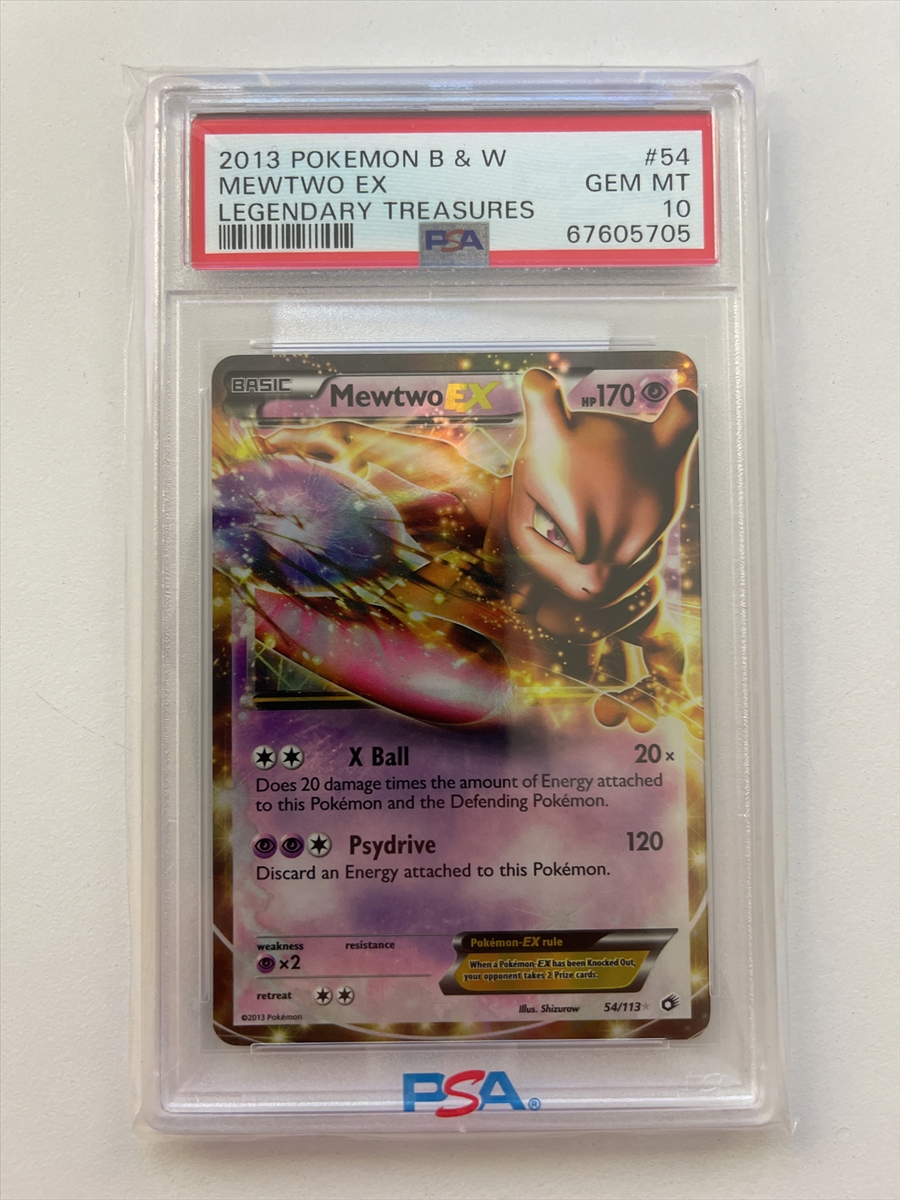 2013 POKEMON B & W #54
MEWTWO EX GEM MT
LEGENDARY TREASURES 10
PSA 67605705
BASIC Mewtwo EX HP170
X Ball 20×
Does 20 damage times the amount of Energy attached
to this Pokémon and the Defending Pokémon.
Psydrive 120
Discard an Energy attached to this Pokémon.
weakness resistance
×2
Pokémon-EX rule
When a Pokémon-EX has been Knocked Out,
your opponent takes 2 Prize cards.
retreat
©2013 Pokémon
Illus. Shizurow 54/113
PSA®